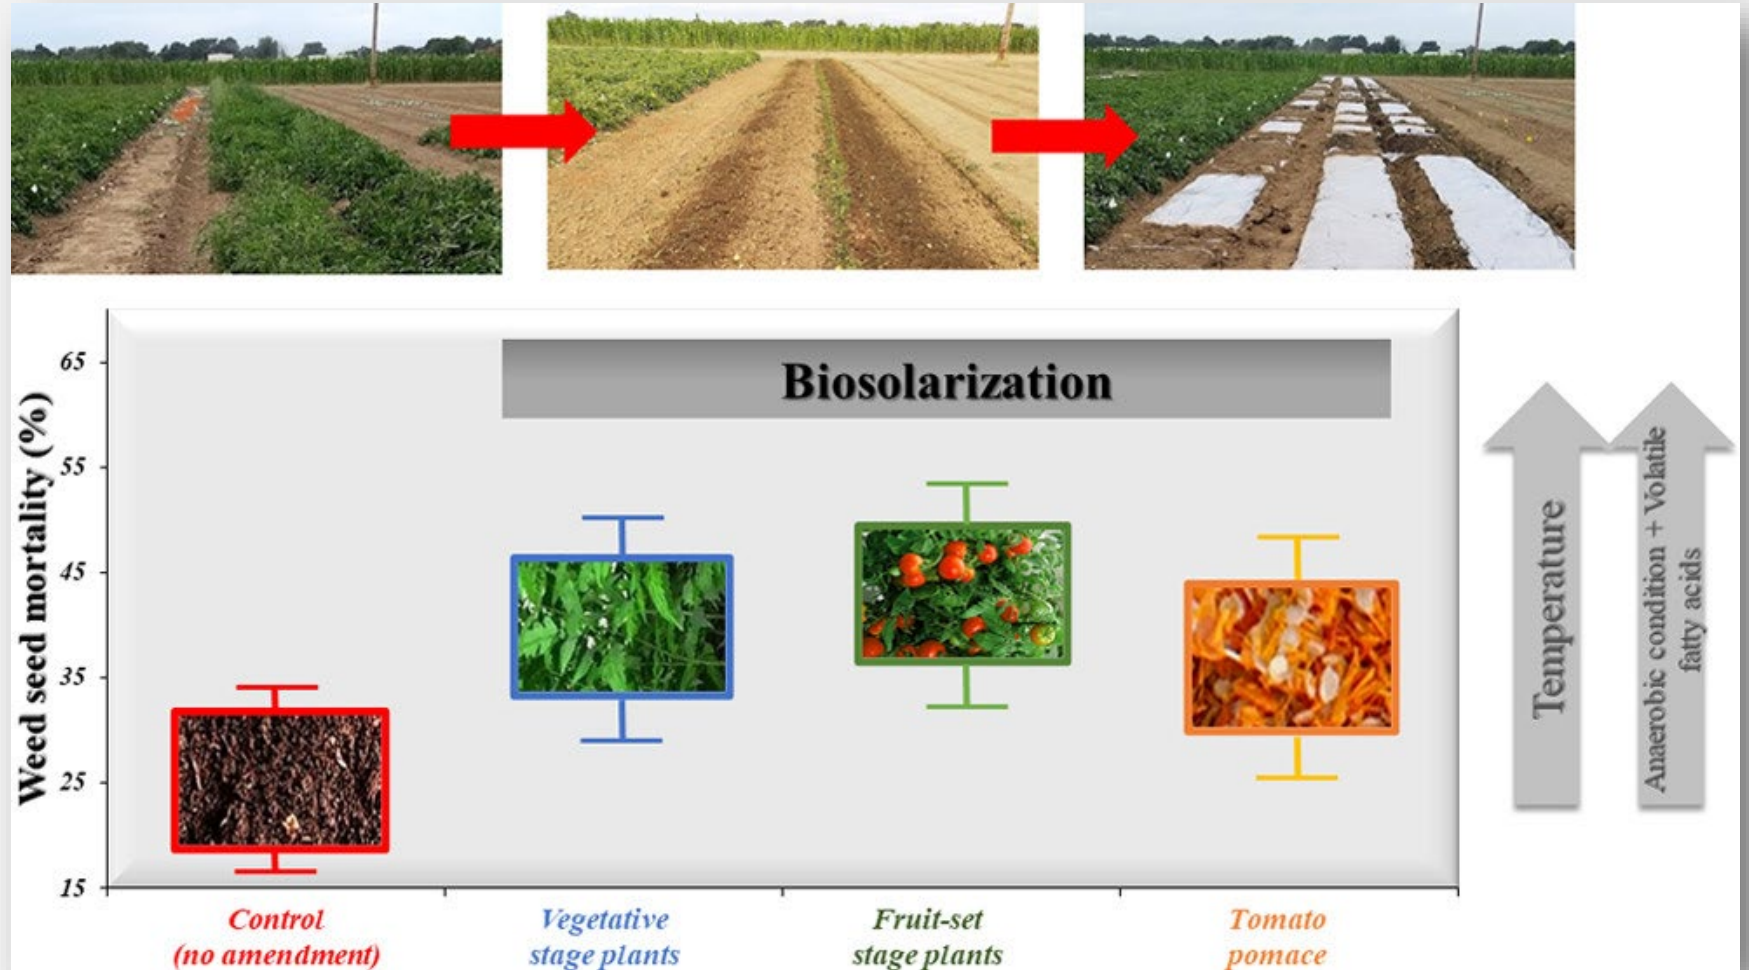 Biosolarization
Weed seed mortality (%)
65
55
45
35
25
15
Control
(no amendment)
Vegetative
stage plants
Fruit-set
stage plants
Tomato
pomace
Temperature
Anaerobic condition + Volatile
fatty acids